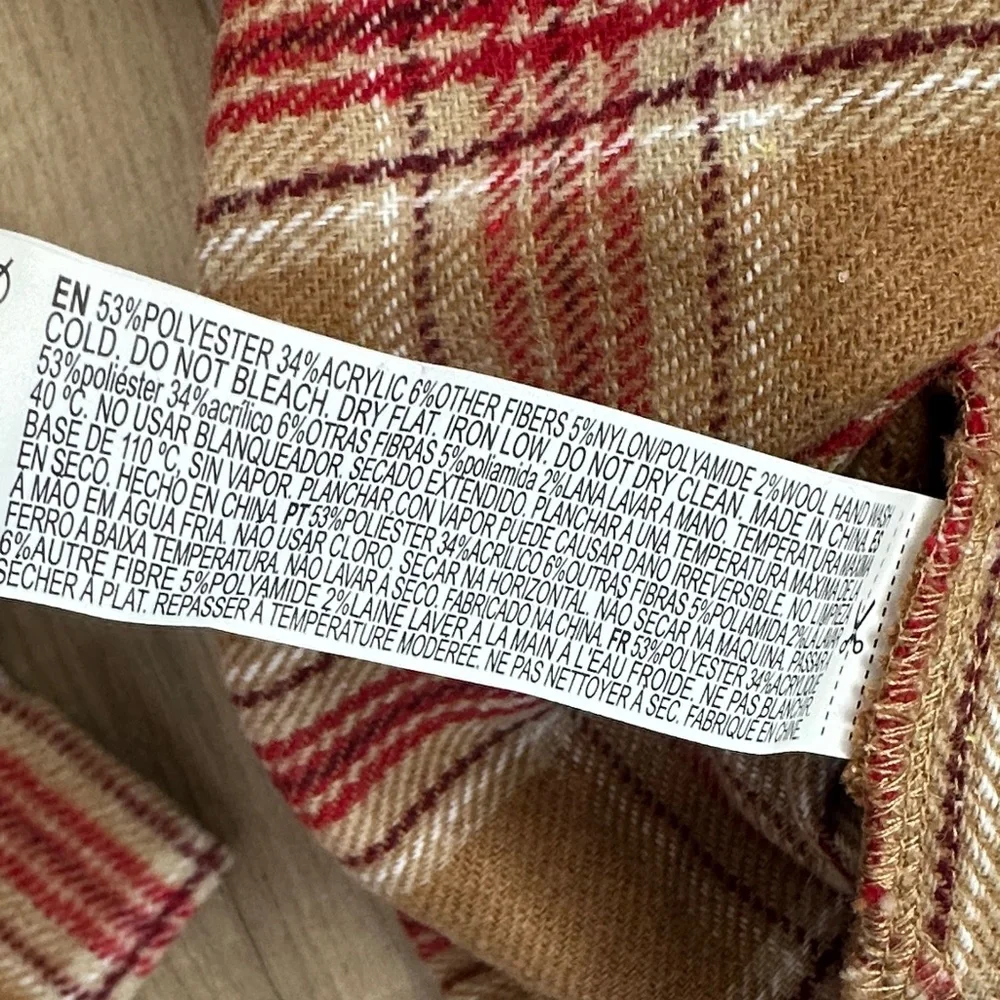 EN 53%POLYESTER 34%ACRYLIC 6%OTHER FIBERS 5%NYLON/POLYAMIDE 2%WOOL HAND WASH
COLD. DO NOT BLEACH. DRY FLAT. IRON LOW. DO NOT DRY CLEAN. MADE IN CHINA. ES
53%poliéster 34%acrílico 6%OTRAS FIBRAS 5%poliamida 2%LANA LAVAR A MANO. TEMPERATURA MÁXIMA
40 ºC. NO USAR BLANQUEADOR. SECADO EXTENDIDO. PLANCHAR A UNA TEMPERATURA MÁXIMA DE LA
BASE DE 110 ºC, SIN VAPOR. PLANCHAR CON VAPOR PUEDE CAUSAR DAÑO IRREVERSIBLE. NO LIMPIEZA
EN SECO. HECHO EN CHINA. PT 53%POLIÉSTER 34%ACRÍLICO 6%OUTRAS FIBRAS 5%POLIAMIDA 2%LÃ LAVAR
À MÃO EM ÁGUA FRIA. NÃO USAR CLORO. SECAR NA HORIZONTAL. NÃO SECAR NA MÁQUINA. PASSAR A
FERRO A BAIXA TEMPERATURA. NÃO LAVAR À SECO. FABRICADO NA CHINA. FR 53%POLYESTER 34%ACRYLIQUE
6%AUTRE FIBRE 5%POLYAMIDE 2%LAINE LAVER À LA MAIN À L'EAU FROIDE. NE PAS BLANCHIR.
SÉCHER À PLAT. REPASSER À TEMPÉRATURE MODÉRÉE. NE PAS NETTOYER À SEC. FABRIQUÉ EN CHINE.